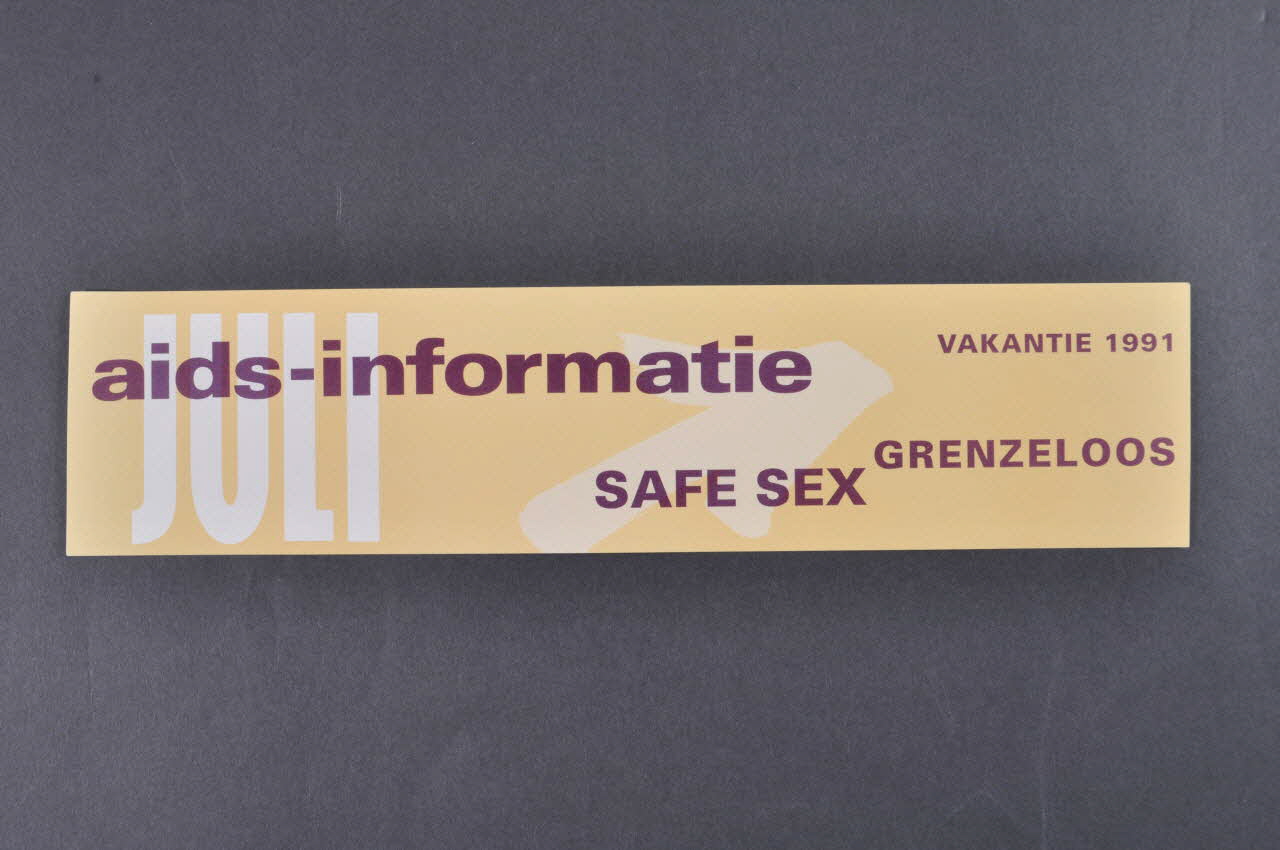 JULI
aids-informatie
VAKANTIE 1991
SAFE SEX GRENZELOOS